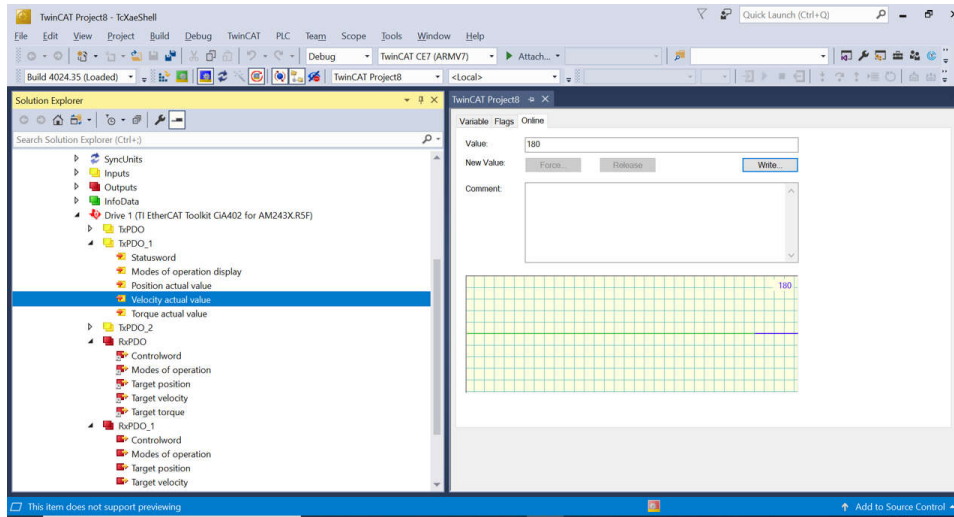 TwinCAT Project8 - TcXaeShell
Quick Launch (Ctrl+Q)
File Edit View Project Build Debug TwinCAT PLC Team Scope Tools Window Help
Debug TwinCAT CE7 (ARMV7) Attach...
Build 4024.35 (Loaded) TwinCAT Project8 <Local>
Solution Explorer
TwinCAT Project8
Variable Flags Online
Search Solution Explorer (Ctrl+;)
Value: 180
New Value: Force... Release Write...
Comment:
180
SyncUnits
Inputs
Outputs
InfoData
Drive 1 (TI EtherCAT Toolkit CiA402 for AM243X.R5F)
TxPDO
TxPDO_1
Statusword
Modes of operation display
Position actual value
Velocity actual value
Torque actual value
TxPDO_2
RxPDO
Controlword
Modes of operation
Target position
Target velocity
Target torque
RxPDO_1
Controlword
Modes of operation
Target position
Target velocity
This item does not support previewing
Add to Source Control